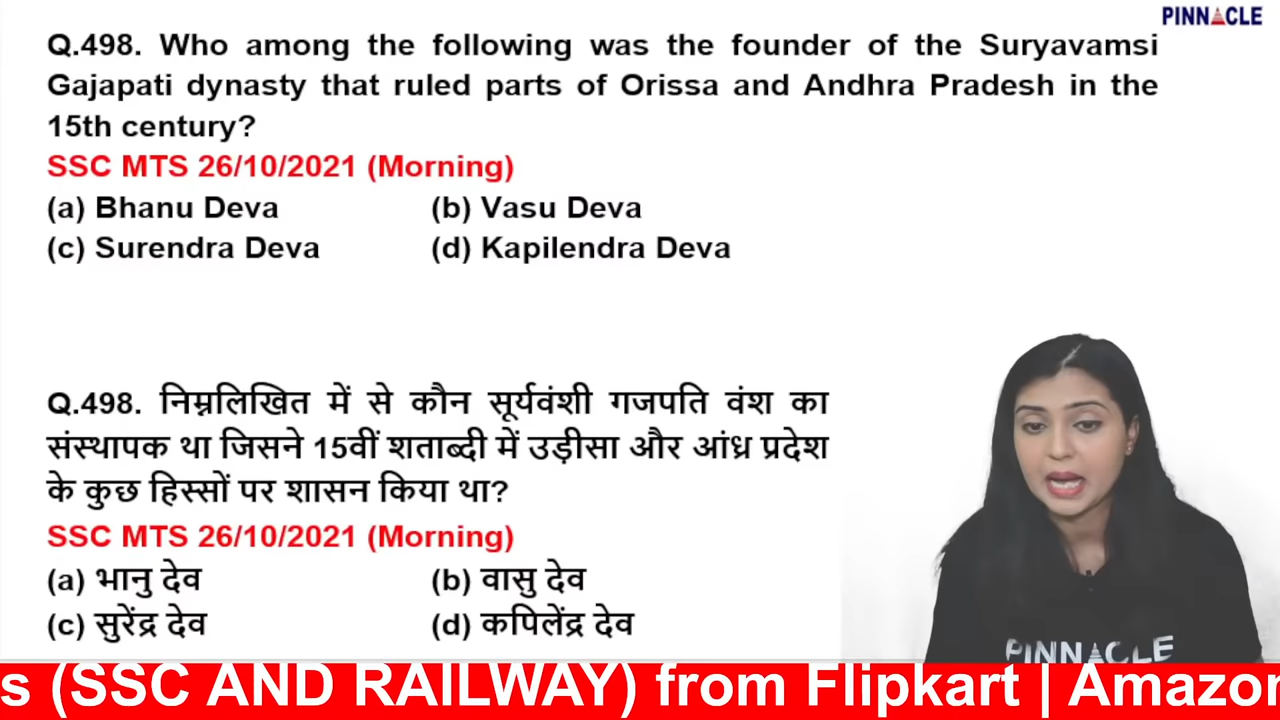 PINNACLE
Q.498. Who among the following was the founder of the Suryavamsi
Gajapati dynasty that ruled parts of Orissa and Andhra Pradesh in the
15th century?
SSC MTS 26/10/2021 (Morning)
(a) Bhanu Deva (b) Vasu Deva
(c) Surendra Deva (d) Kapilendra Deva
Q.498. निम्नलिखित में से कौन सूर्यवंशी गजपति वंश का
संस्थापक था जिसने 15वीं शताब्दी में उड़ीसा और आंध्र प्रदेश
के कुछ हिस्सों पर शासन किया था?
SSC MTS 26/10/2021 (Morning)
(a) भानु देव (b) वासु देव
(c) सुरेंद्र देव (d) कपिलेंद्र देव
PINNACLE
s (SSC AND RAILWAY) from Flipkart | Amazon